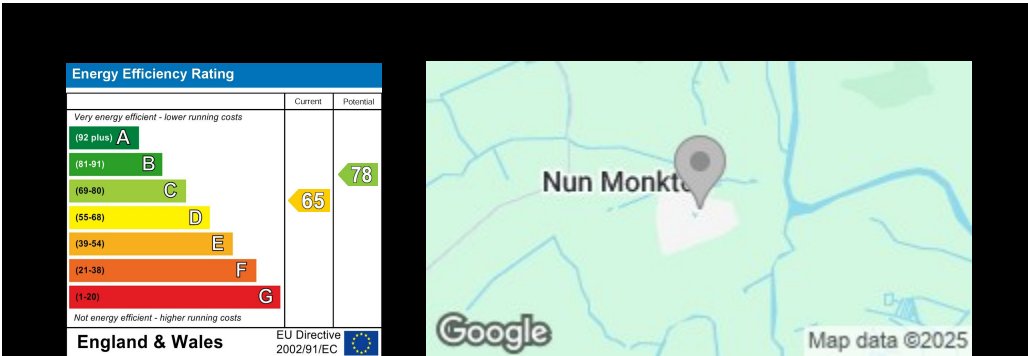 Energy Efficiency Rating
Current Potential
Very energy efficient - lower running costs
(92 plus) A
(81-91) B
78
(69-80) C
65
(55-68) D
(39-54) E
(21-38) F
(1-20) G
Not energy efficient - higher running costs
England & Wales
EU Directive
2002/91/EC
Nun Monkto
Google
Map data ©2025